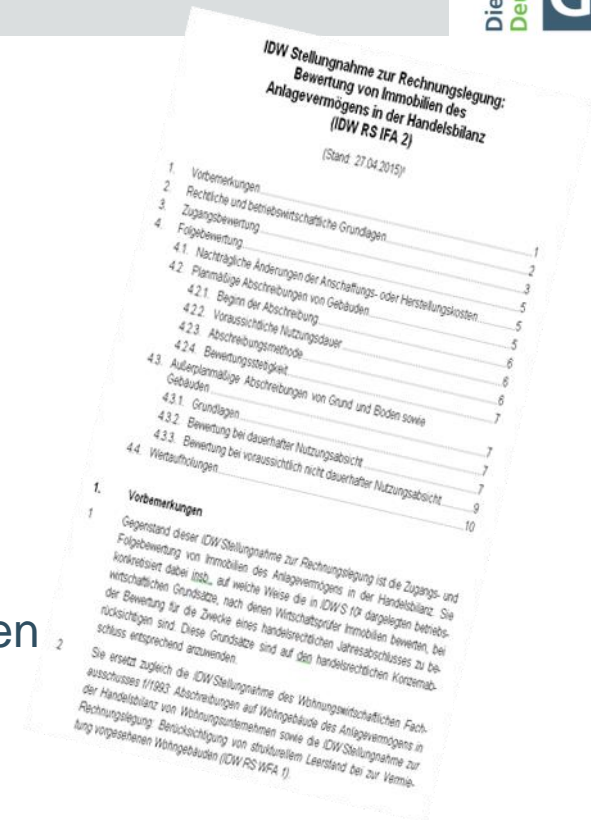 Die
Deu
G
IDW Stellungnahme zur Rechnungslegung:
Bewertung von Immobilien des
Anlagevermögens in der Handelsbilanz
(IDW RS IFA 2)
(Stand: 27.04.2015)
1. Vorbemerkungen 1
2. Rechtliche und betriebswirtschaftliche Grundlagen 2
3. Zugangsbewertung 3
4. Folgebewertung 5
4.1. Nachträgliche Änderungen der Anschaffungs- oder Herstellungskosten 5
4.2. Planmäßige Abschreibungen von Gebäuden 5
4.2.1. Beginn der Abschreibung 6
4.2.2. Voraussichtliche Nutzungsdauer 6
4.2.3. Abschreibungsmethode 6
4.2.4. Bewertungsstetigkeit 7
4.3. Außerplanmäßige Abschreibungen von Grund und Boden sowie
Gebäuden 7
4.3.1. Grundlagen 7
4.3.2. Bewertung bei dauerhafter Nutzungsabsicht 7
4.3.3. Bewertung bei voraussichtlich nicht dauerhafter Nutzungsabsicht 9
4.4. Wertaufholungen 10
1. Vorbemerkungen
1 Gegenstand dieser IDW Stellungnahme zur Rechnungslegung ist die Zugangs- und
Folgebewertung von Immobilien des Anlagevermögens in der Handelsbilanz. Sie
konkretisiert dabei insb., auf welche Weise die in IDW S 10 dargelegten betriebs-
wirtschaftlichen Grundsätze, nach denen Wirtschaftsprüfer Immobilien bewerten, bei
der Bewertung für die Zwecke eines handelsrechtlichen Jahresabschlusses zu be-
rücksichtigen sind. Diese Grundsätze sind auf den handelsrechtlichen Konzernab-
schluss entsprechend anzuwenden.
en
2 Sie ersetzt zugleich die IDW Stellungnahme des Wohnungswirtschaftlichen Fach-
ausschusses 1/1993: Abschreibungen auf Wohngebäude des Anlagevermögens in
der Handelsbilanz von Wohnungsunternehmen sowie die IDW Stellungnahme zur
Rechnungslegung: Berücksichtigung von strukturellem Leerstand bei zur Vermie-
tung vorgesehenen Wohngebäuden (IDW RS WFA 1).